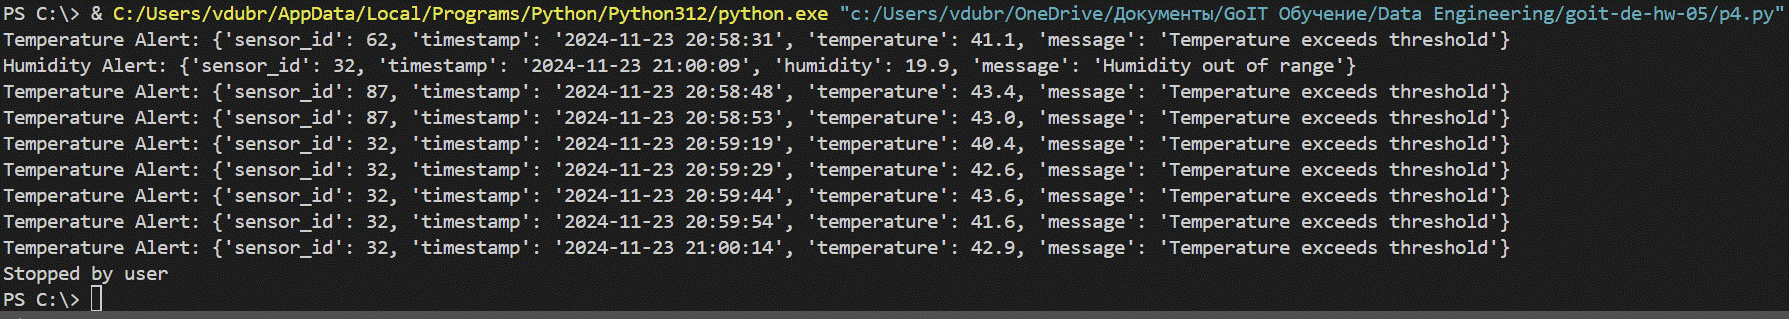 PS C:\> & C:/Users/vdubr/AppData/Local/Programs/Python/Python312/python.exe "c:/Users/vdubr/OneDrive/Документы/GoIT Обучение/Data Engineering/goit-de-hw-05/p4.py"
Temperature Alert: {'sensor_id': 62, 'timestamp': '2024-11-23 20:58:31', 'temperature': 41.1, 'message': 'Temperature exceeds threshold'}
Humidity Alert: {'sensor_id': 32, 'timestamp': '2024-11-23 21:00:09', 'humidity': 19.9, 'message': 'Humidity out of range'}
Temperature Alert: {'sensor_id': 87, 'timestamp': '2024-11-23 20:58:48', 'temperature': 43.4, 'message': 'Temperature exceeds threshold'}
Temperature Alert: {'sensor_id': 87, 'timestamp': '2024-11-23 20:58:53', 'temperature': 43.0, 'message': 'Temperature exceeds threshold'}
Temperature Alert: {'sensor_id': 32, 'timestamp': '2024-11-23 20:59:19', 'temperature': 40.4, 'message': 'Temperature exceeds threshold'}
Temperature Alert: {'sensor_id': 32, 'timestamp': '2024-11-23 20:59:29', 'temperature': 42.6, 'message': 'Temperature exceeds threshold'}
Temperature Alert: {'sensor_id': 32, 'timestamp': '2024-11-23 20:59:44', 'temperature': 43.6, 'message': 'Temperature exceeds threshold'}
Temperature Alert: {'sensor_id': 32, 'timestamp': '2024-11-23 20:59:54', 'temperature': 41.6, 'message': 'Temperature exceeds threshold'}
Temperature Alert: {'sensor_id': 32, 'timestamp': '2024-11-23 21:00:14', 'temperature': 42.9, 'message': 'Temperature exceeds threshold'}
Stopped by user
PS C:\>